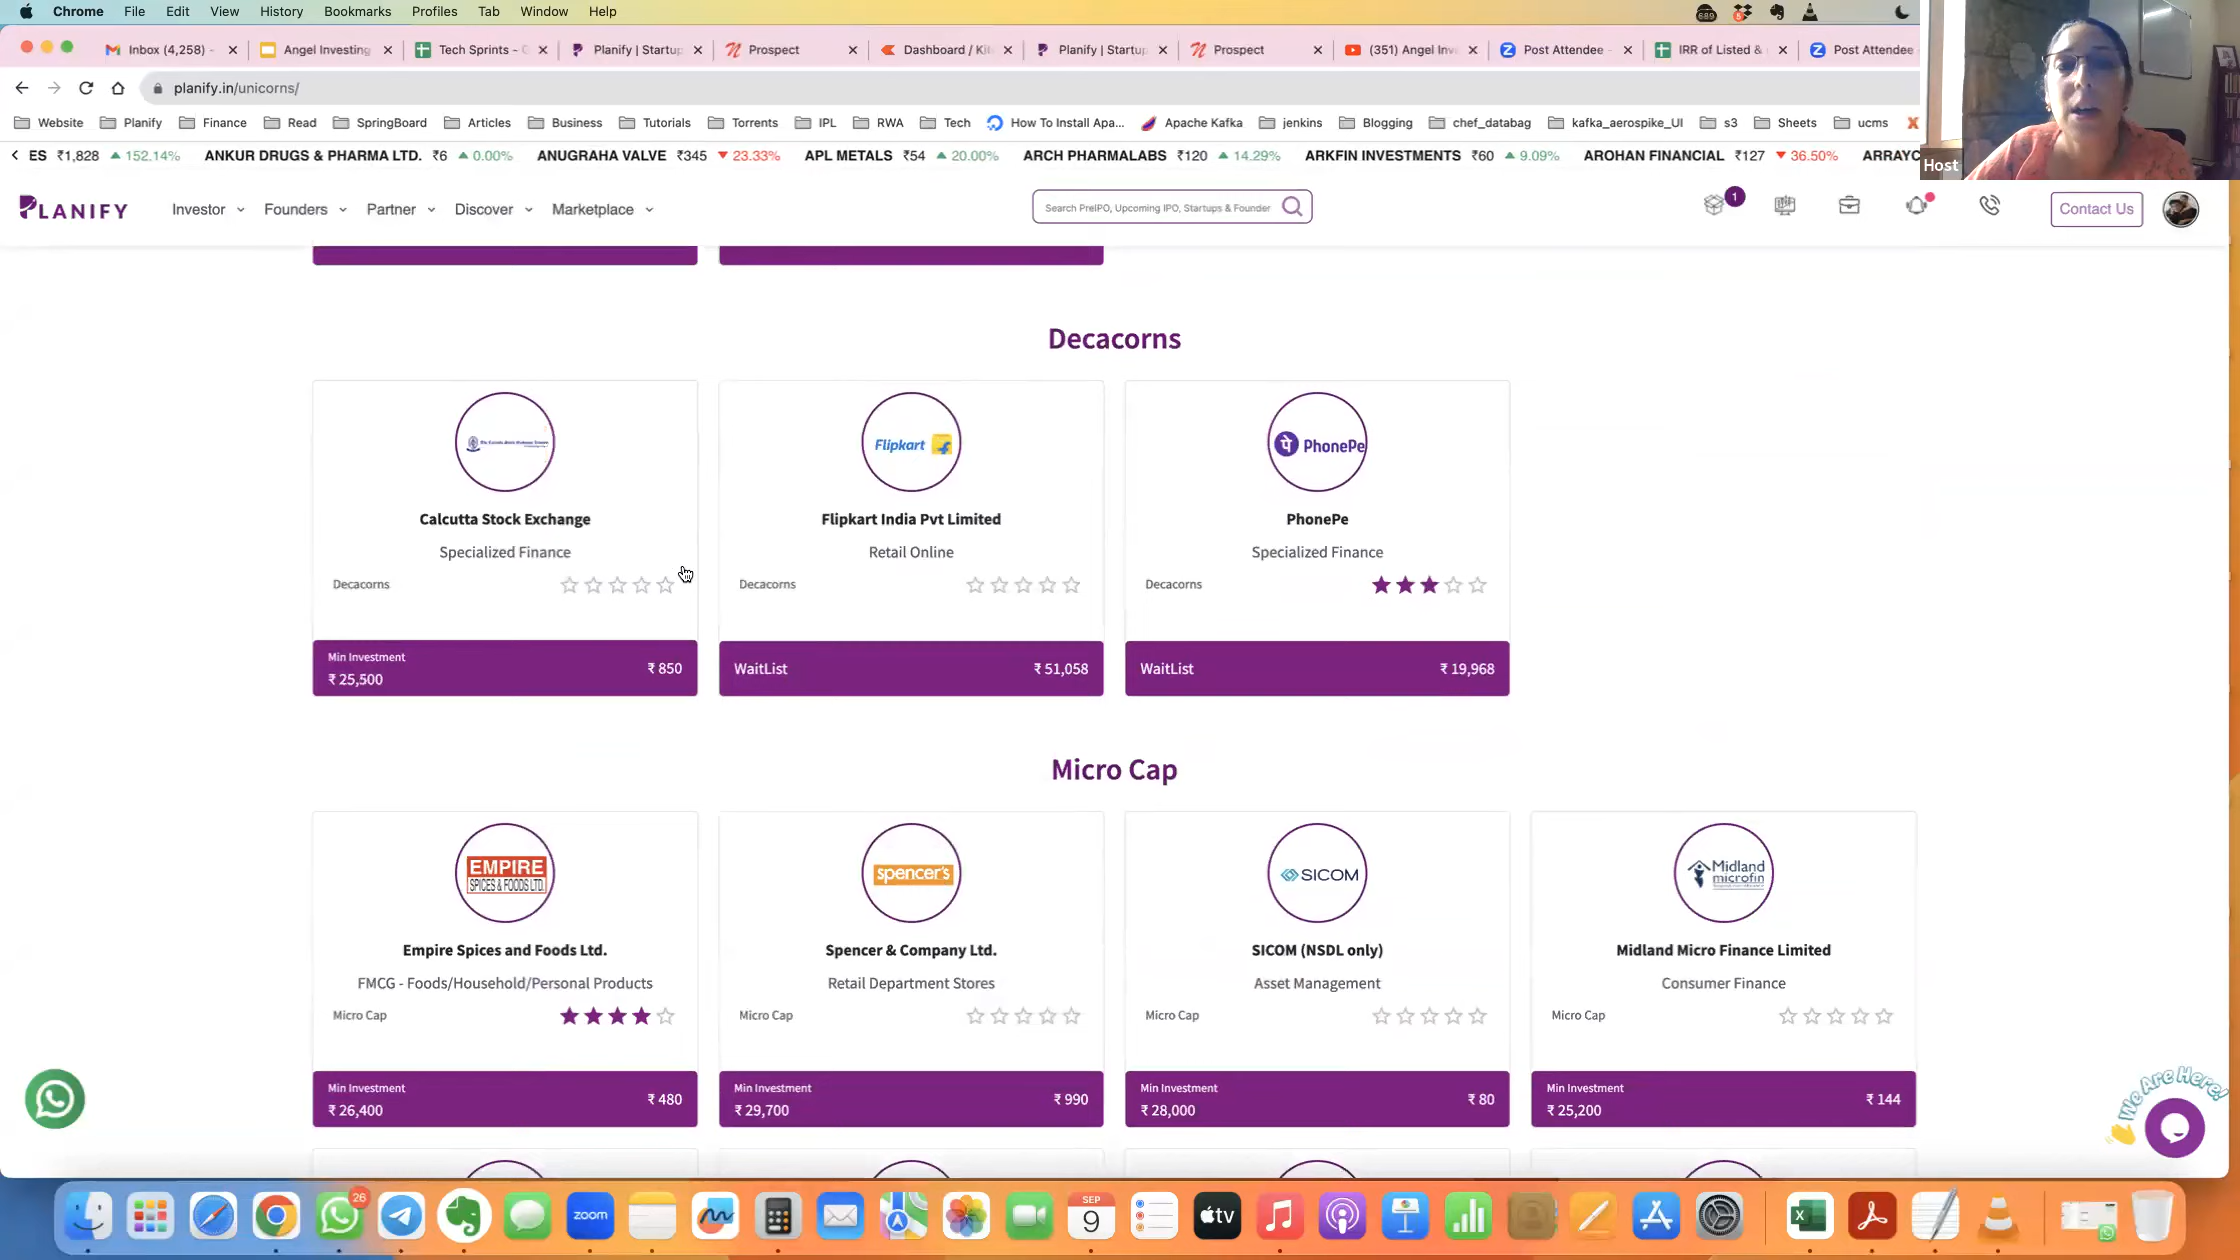 Chrome File Edit View History Bookmarks Profiles Tab Window Help
Inbox (4,258) - Angel Investing Tech Sprints - G Planify | Startup Prospect Dashboard / Kit Planify | Startup Prospect (351) Angel Inv Post Attendee - IRR of Listed & Post Attendee
planify.in/unicorns/
Website Planify Finance Read SpringBoard Articles Business Tutorials Torrents IPL RWA Tech How To Install Apa... Apache Kafka jenkins Blogging chef_databag kafka_aerospike_UI s3 Sheets ucms
ES ₹1,828 ▲ 152.14% ANKUR DRUGS & PHARMA LTD. ₹6 ▲ 0.00% ANUGRAHA VALVE ₹345 ▼ 23.33% APL METALS ₹54 ▲ 20.00% ARCH PHARMALABS ₹120 ▲ 14.29% ARKFIN INVESTMENTS ₹60 ▲ 9.09% AROHAN FINANCIAL ₹127 ▼ 36.50% ARRAYC
Host
PLANIFY Investor Founders Partner Discover Marketplace Search PreIPO, Upcoming IPO, Startups & Founder 1 Contact Us
Decacorns
Flipkart PhonePe
Calcutta Stock Exchange Flipkart India Pvt Limited PhonePe
Specialized Finance Retail Online Specialized Finance
Decacorns Decacorns Decacorns
Min Investment
₹ 25,500 ₹ 850 WaitList ₹ 51,058 WaitList ₹ 19,968
Micro Cap
EMPIRE SPICES & FOODS LTD. spencer's SICOM Midland microfin
Empire Spices and Foods Ltd. Spencer & Company Ltd. SICOM (NSDL only) Midland Micro Finance Limited
FMCG - Foods/Household/Personal Products Retail Department Stores Asset Management Consumer Finance
Micro Cap Micro Cap Micro Cap Micro Cap
Min Investment Min Investment Min Investment Min Investment
₹ 26,400 ₹ 480 ₹ 29,700 ₹ 990 ₹ 28,000 ₹ 80 ₹ 25,200 ₹ 144
We Are Here!
26 zoom SEP 9 tv